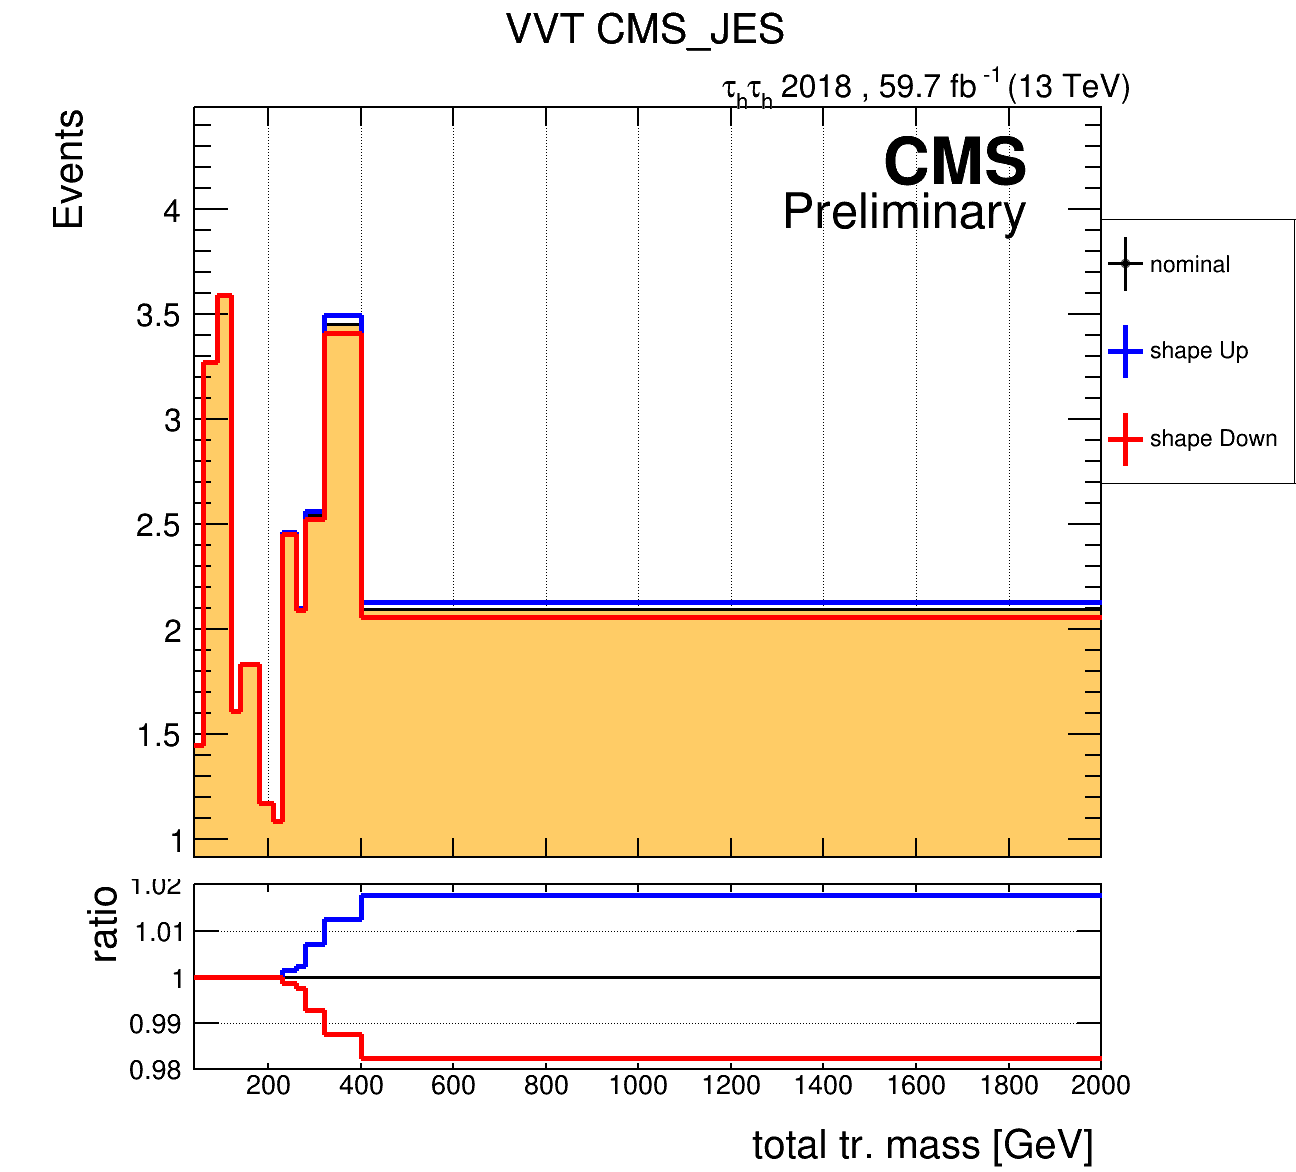 VVT CMS_JES
τhτh 2018 , 59.7 fb-1 (13 TeV)
Events
CMS
Preliminary
4
3.5
3
2.5
2
1.5
1
nominal
shape Up
shape Down
ratio
1.02
1.01
1
0.99
0.98
200 400 600 800 1000 1200 1400 1600 1800 2000
total tr. mass [GeV]